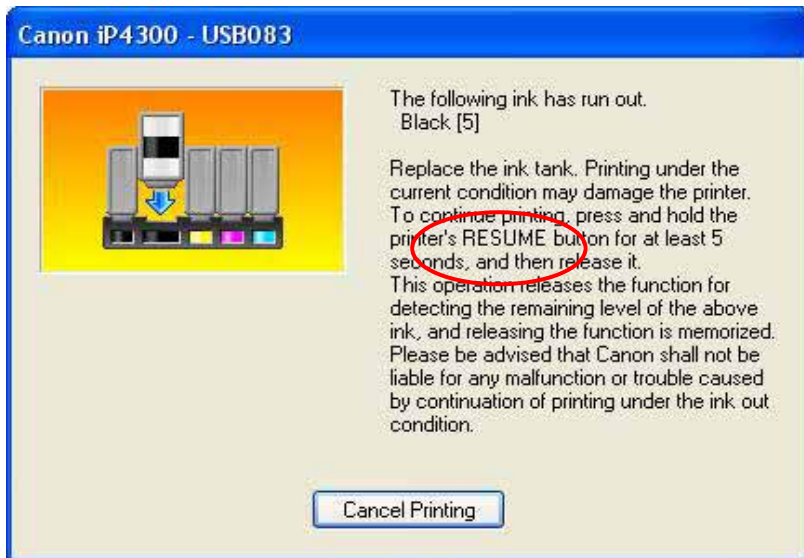 Canon iP4300 - USB083
The following ink has run out.
Black [5]
Replace the ink tank. Printing under the
current condition may damage the printer.
To continue printing, press and hold the
printer's RESUME button for at least 5
seconds, and then release it.
This operation releases the function for
detecting the remaining level of the above
ink, and releasing the function is memorized.
Please be advised that Canon shall not be
liable for any malfunction or trouble caused
by continuation of printing under the ink out
condition.
Cancel Printing